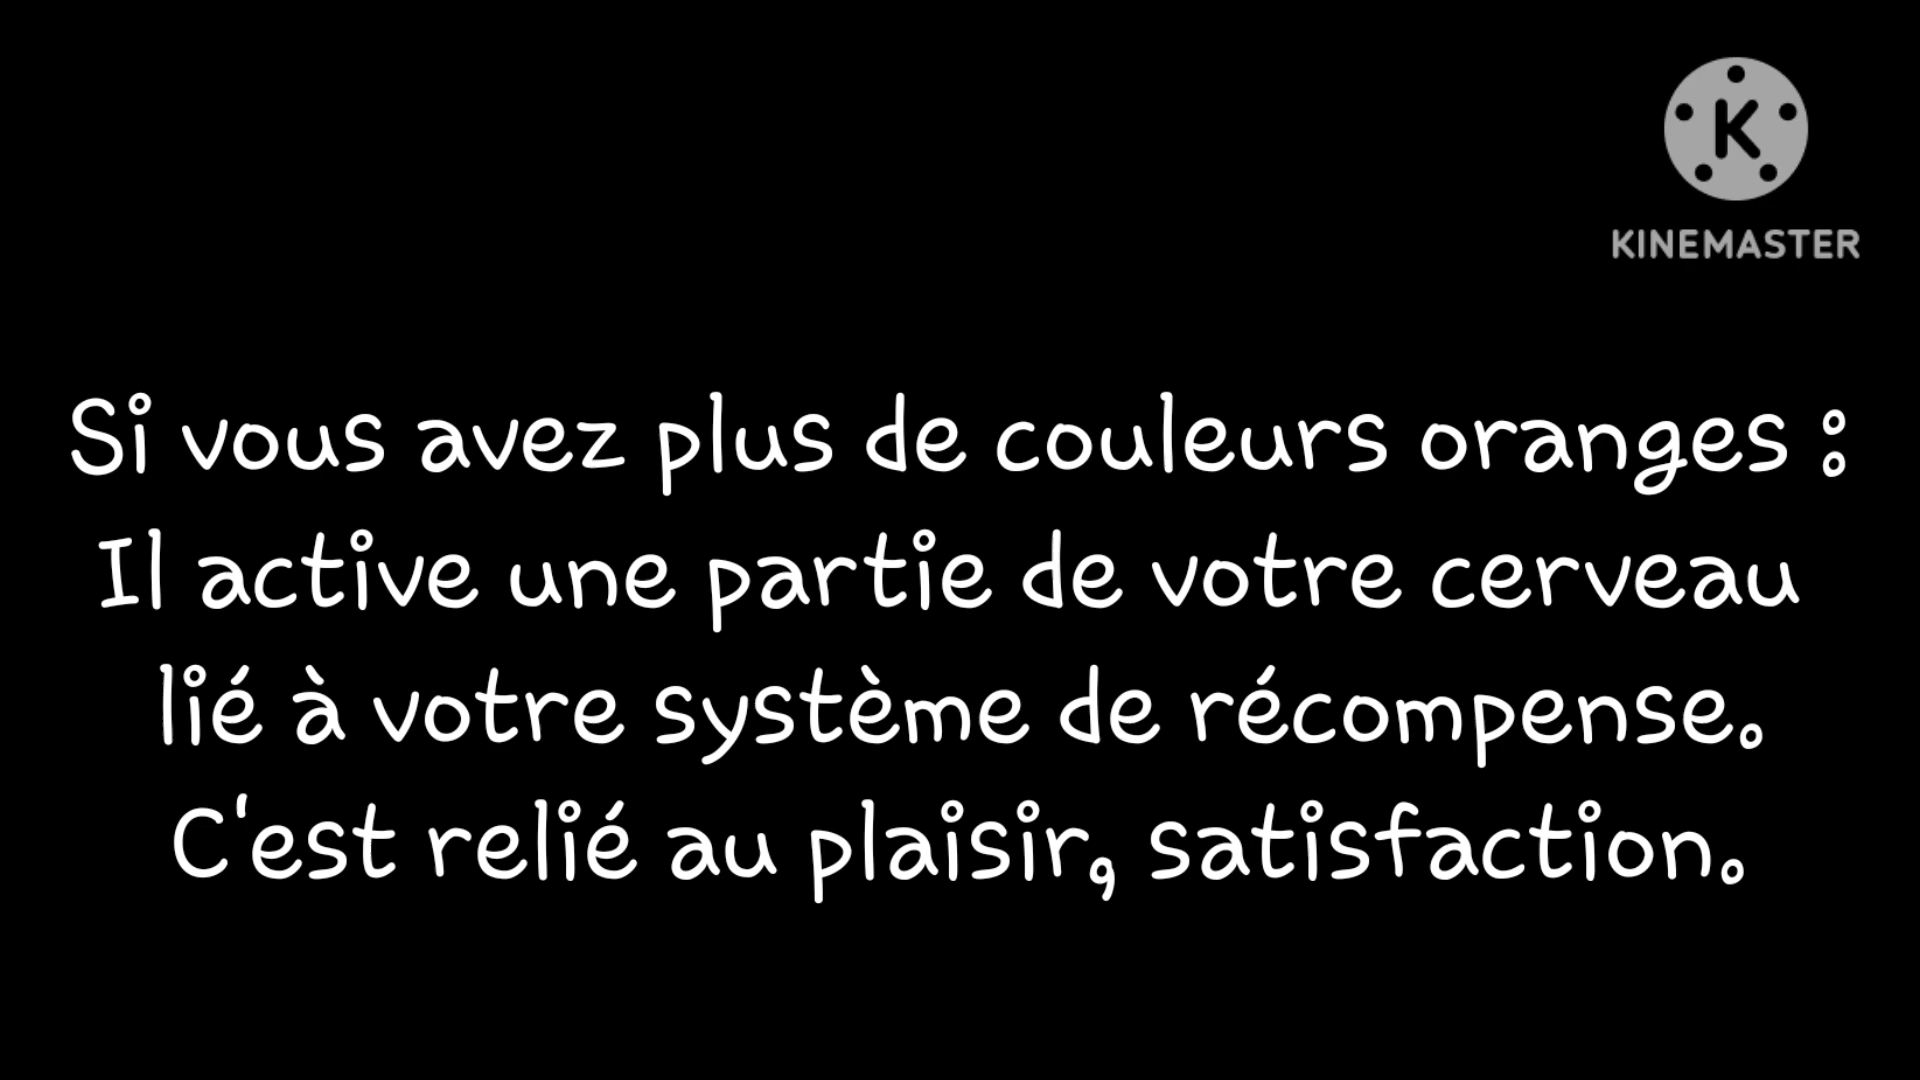 K
KINEMASTER
Si vous avez plus de couleurs oranges :
Il active une partie de votre cerveau
lié à votre système de récompense.
C'est relié au plaisir, satisfaction.